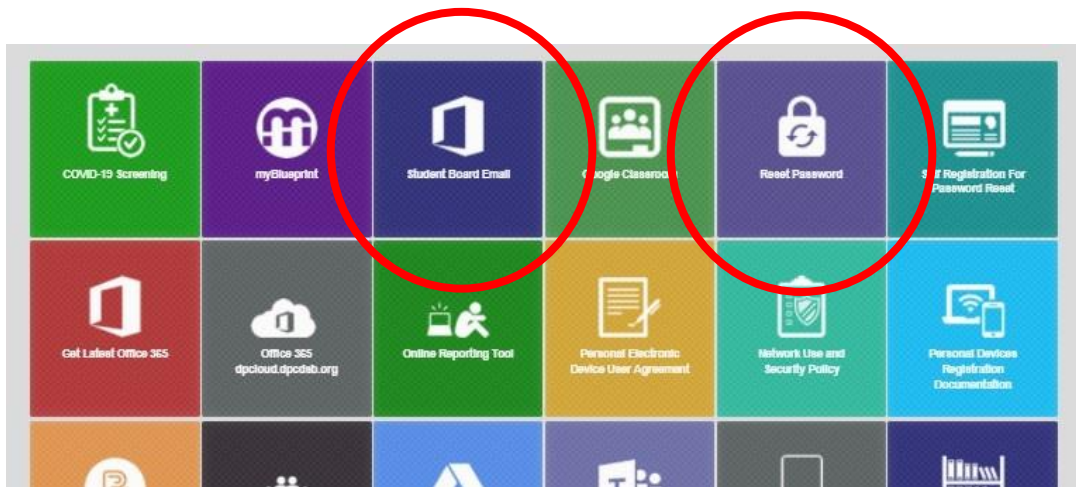 COVID-19 Screening
myBlueprint
Student Board Email
Google Classroom
Reset Password
Self Registration For
Password Reset
Get Latest Office 365
Office 365
dpcloud.dpcdsb.org
Online Reporting Tool
Personal Electronic
Device User Agreement
Network Use and
Security Policy
Personal Devices
Registration
Documentation